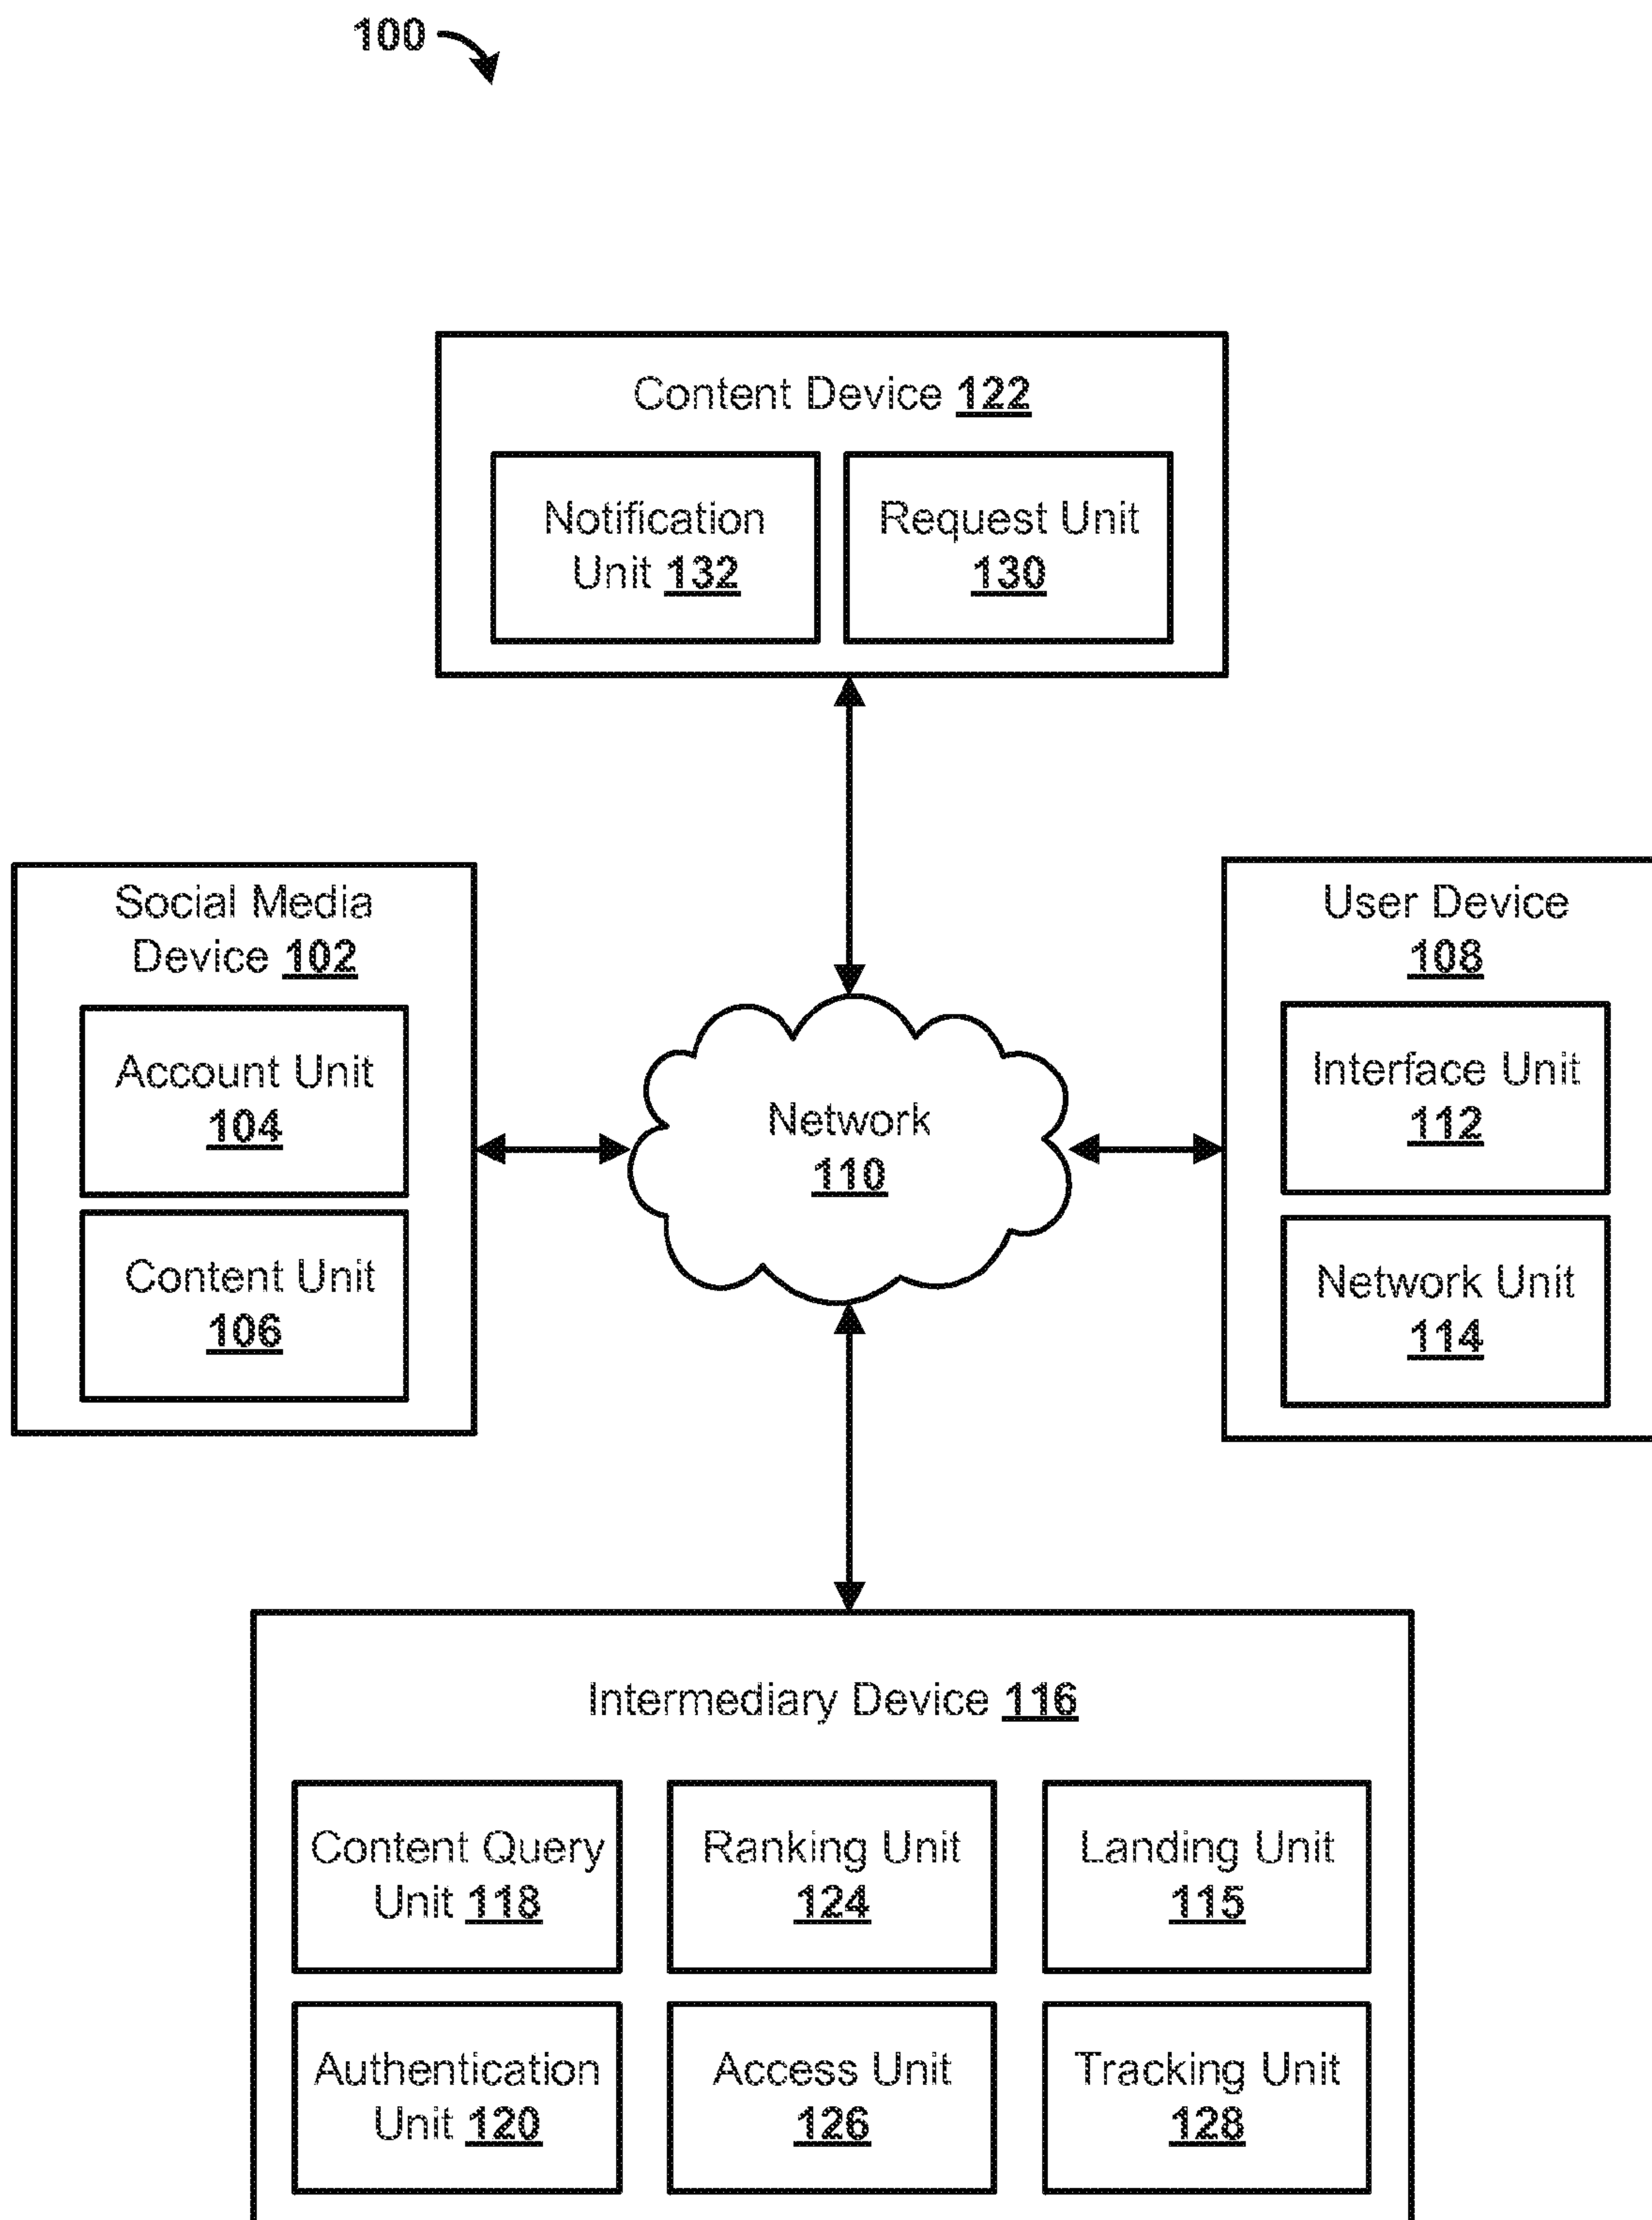 100
Content Device 122
Notification
Unit 132
Request Unit
130
Social Media
Device 102
Account Unit
104
Content Unit
106
Network
110
User Device
108
Interface Unit
112
Network Unit
114
Intermediary Device 116
Content Query
Unit 118
Ranking Unit
124
Landing Unit
115
Authentication
Unit 120
Access Unit
126
Tracking Unit
128